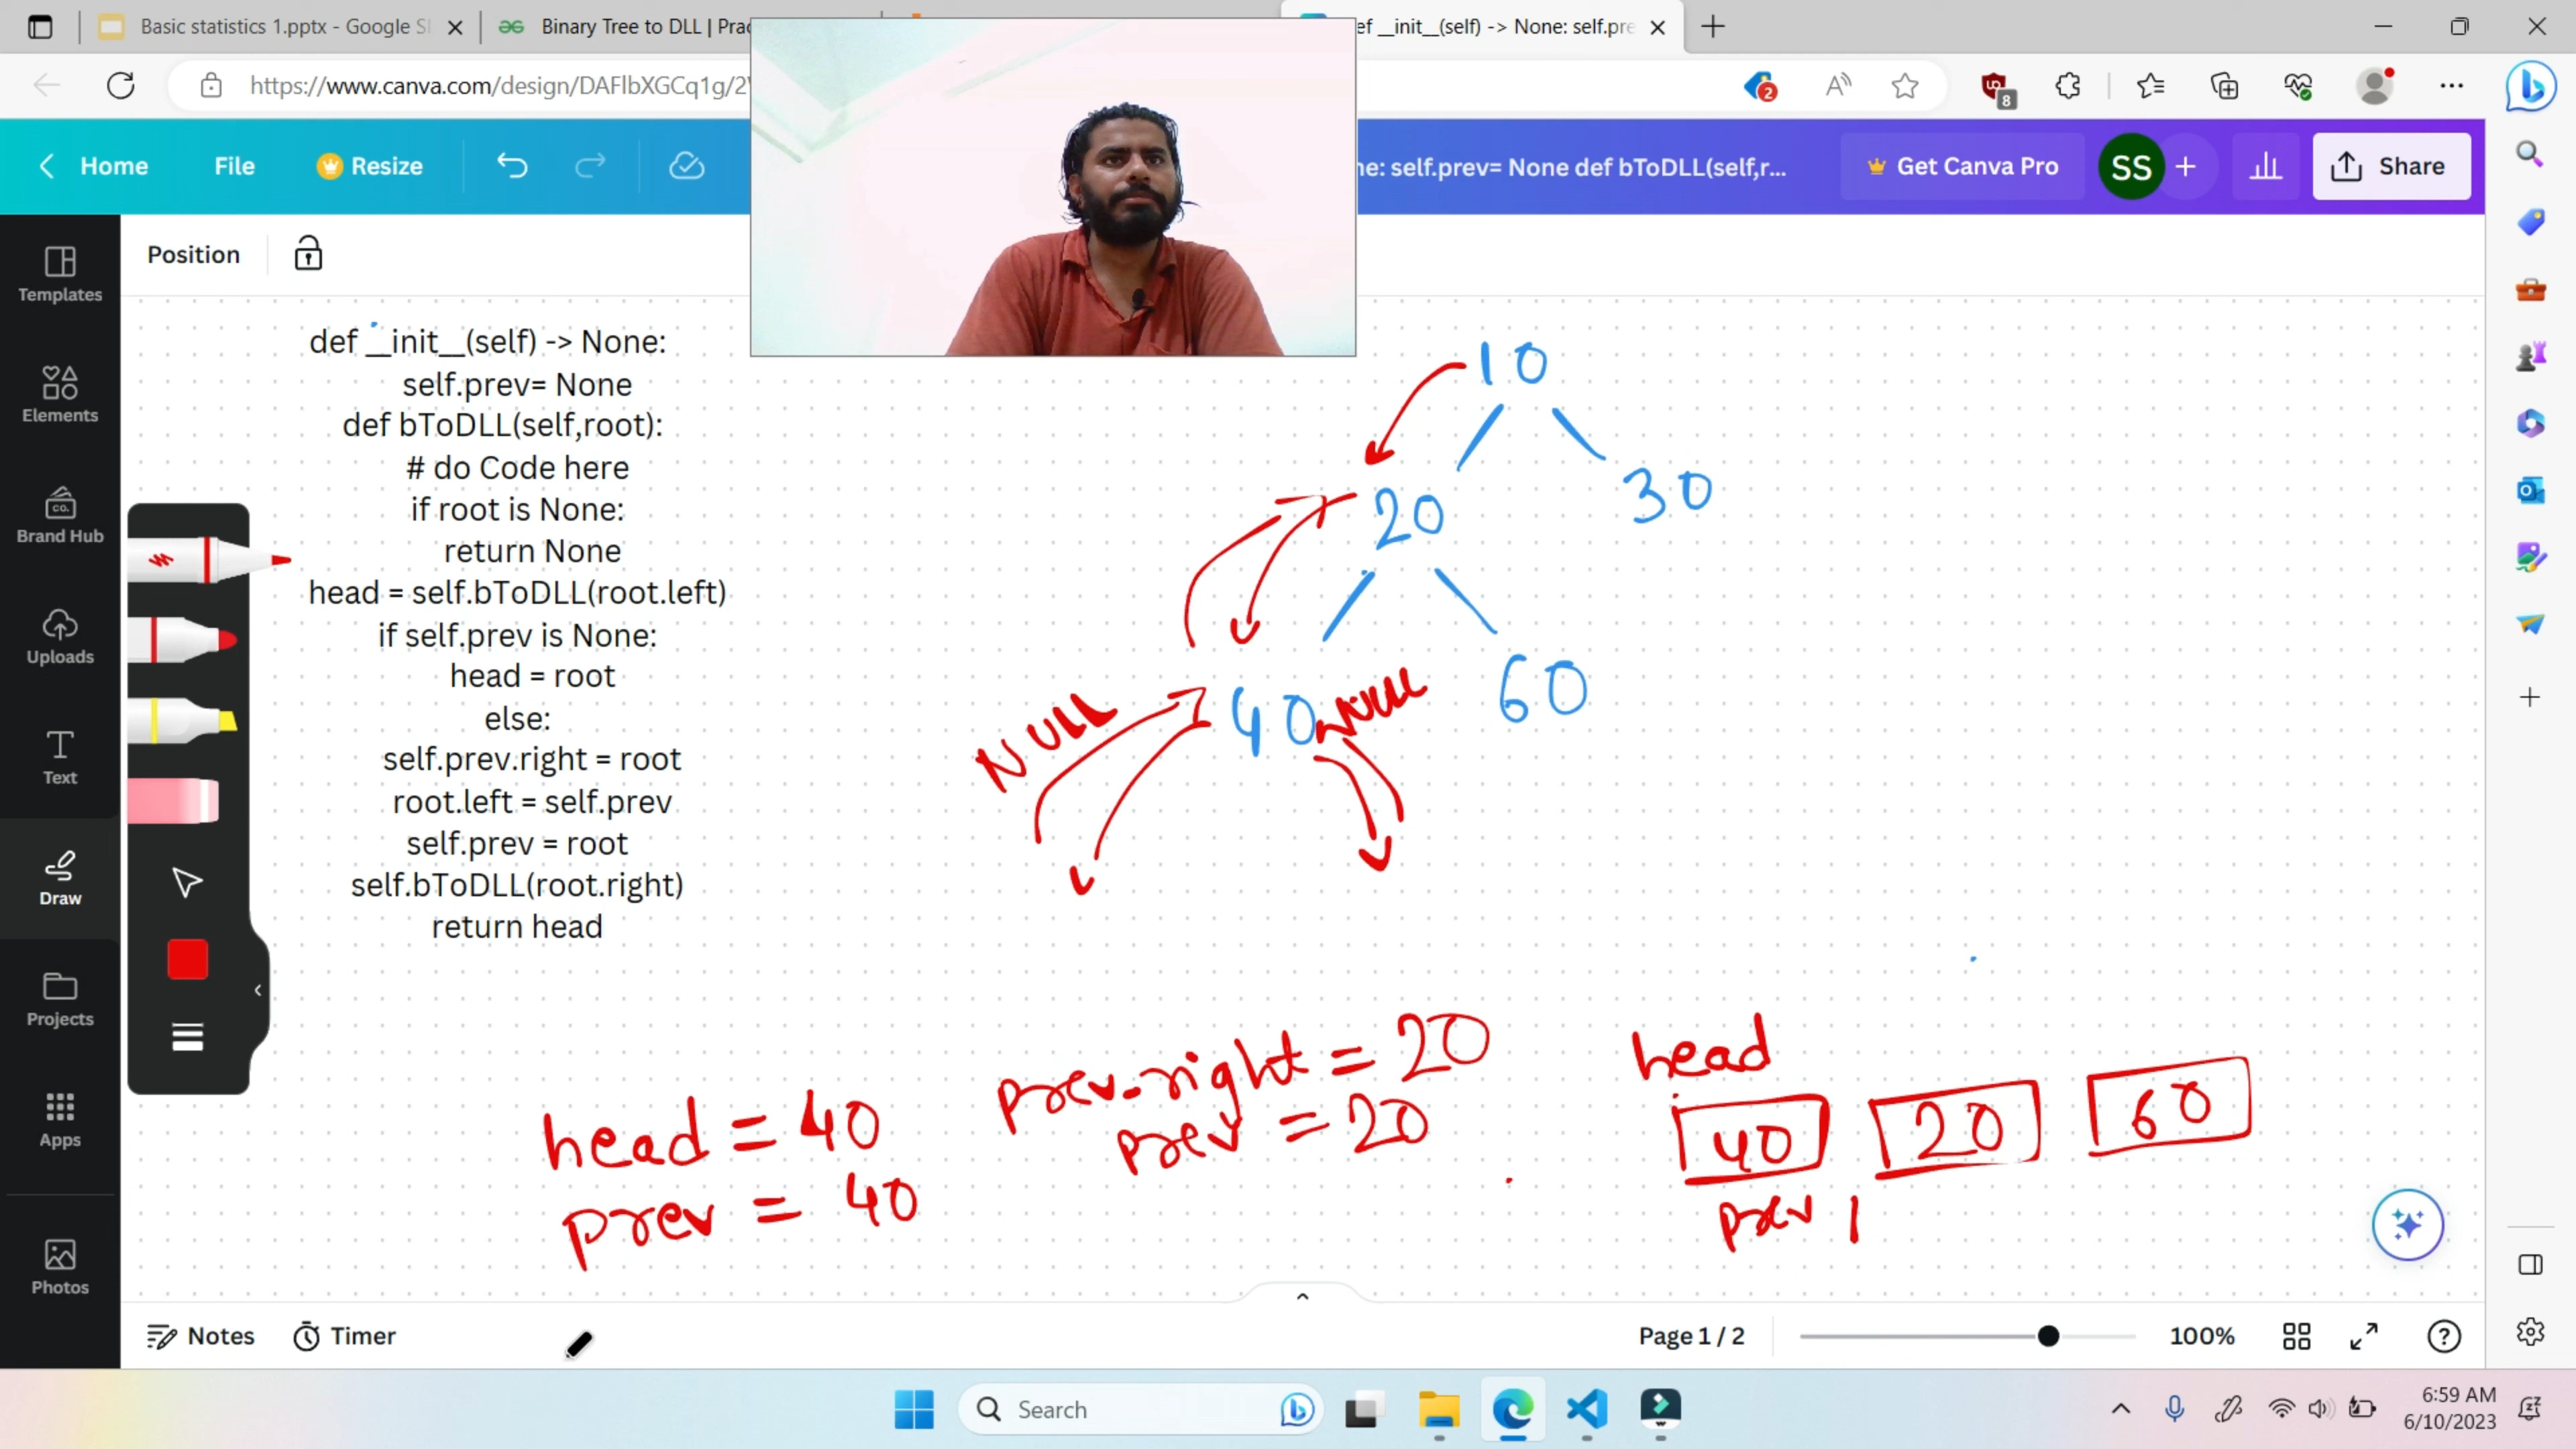 Basic statistics 1.pptx - Google Sl
Binary Tree to DLL | Prac
ef __init__(self) -> None: self.pre
https://www.canva.com/design/DAFlbXGCq1g/2
2
8
Home
File
Resize
ne: self.prev= None def bToDLL(self,r...
Get Canva Pro
SS
Share
Position
Templates
Elements
Brand Hub
Uploads
Text
Draw
Projects
Apps
Photos
def __init__(self) -> None:
self.prev= None
def bToDLL(self,root):
# do Code here
if root is None:
return None
head = self.bToDLL(root.left)
if self.prev is None:
head = root
else:
self.prev.right = root
root.left = self.prev
self.prev = root
self.bToDLL(root.right)
return head
10
20
30
40
60
NULL
NULL
head = 40
prev = 40
prev.right = 20
prev = 20
head
40
20
60
prev
Notes
Timer
Page 1 / 2
100%
Search
6:59 AM
6/10/2023